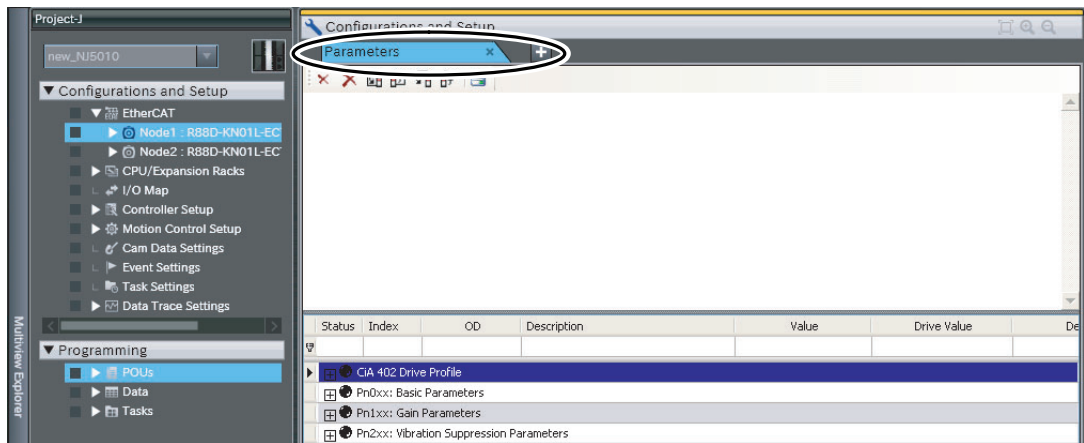 Project-J
new_NJ5010
Configurations and Setup
EtherCAT
Node1 : R88D-KN01L-EC
Node2 : R88D-KN01L-EC
CPU/Expansion Racks
I/O Map
Controller Setup
Motion Control Setup
Cam Data Settings
Event Settings
Task Settings
Data Trace Settings
Programming
POUs
Data
Tasks
Multiview Explorer
Configurations and Setup
Parameters
Status Index OD Description Value Drive Value De
CiA 402 Drive Profile
Pn0xx: Basic Parameters
Pn1xx: Gain Parameters
Pn2xx: Vibration Suppression Parameters